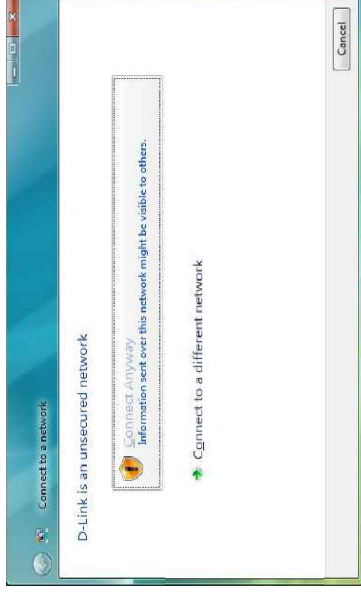 Connect to a network
D-Link is an unsecured network
Connect Anyway
Information sent over this network might be visible to others.
Connect to a different network
Cancel